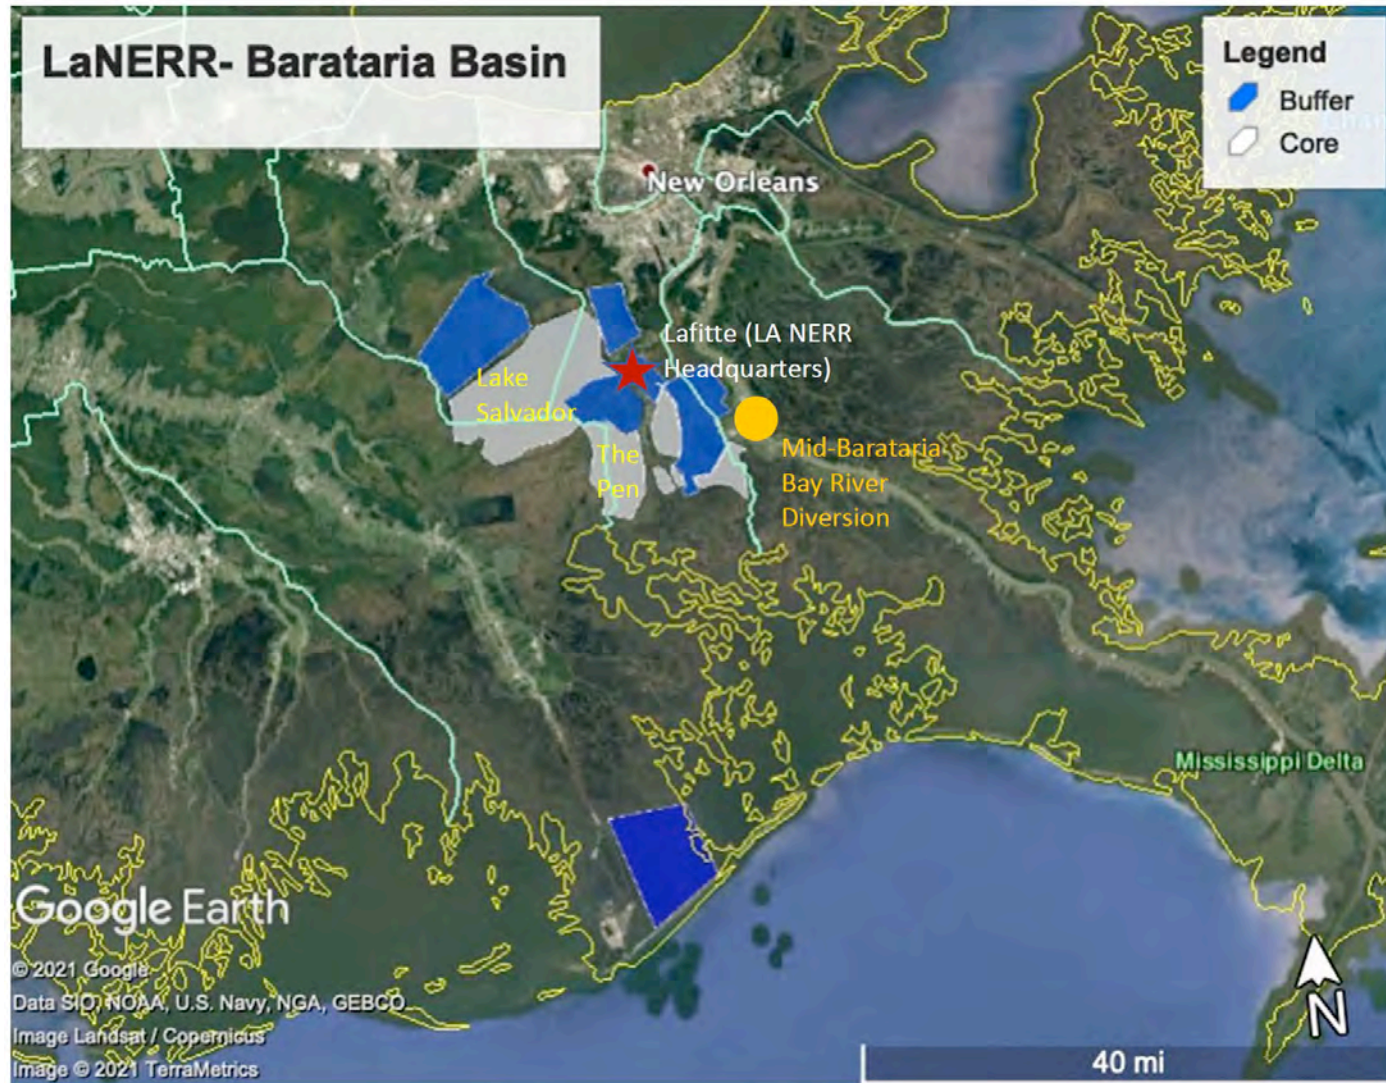 LaNERR- Barataria Basin
Legend
Buffer
Core
New Orleans
Lafitte (LA NERR
Headquarters)
Lake
Salvador
The
Pen
Mid-Barataria
Bay River
Diversion
Mississippi Delta
Google Earth
© 2021 Google
Data SIO, NOAA, U.S. Navy, NGA, GEBCO
Image Landsat / Copernicus
Image © 2021 TerraMetrics
N
40 mi